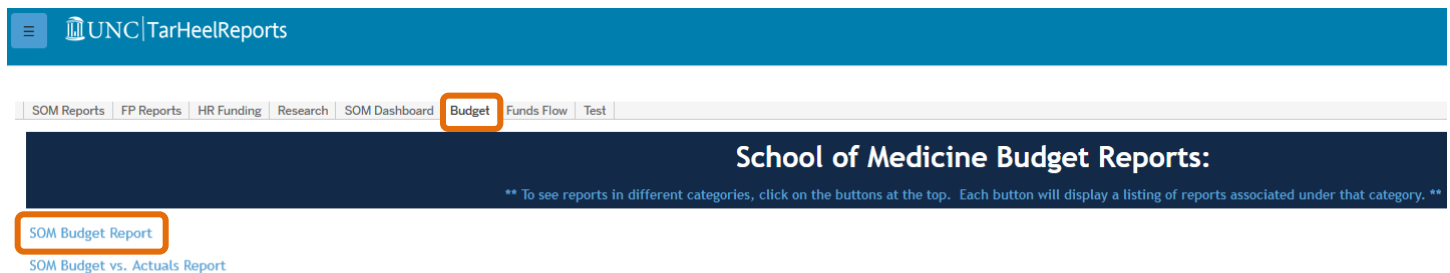 UNC|TarHeelReports
SOM Reports FP Reports HR Funding Research SOM Dashboard Budget Funds Flow Test
School of Medicine Budget Reports:
** To see reports in different categories, click on the buttons at the top. Each button will display a listing of reports associated under that category. **
SOM Budget Report
SOM Budget vs. Actuals Report